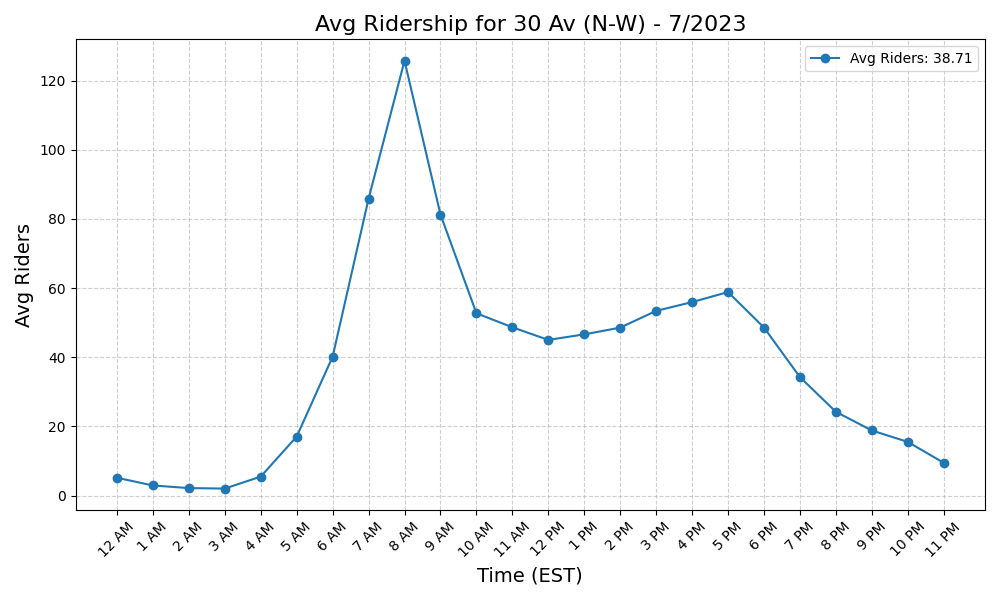 Avg Ridership for 30 Av (N-W) - 7/2023
Avg Riders: 38.71
Avg Riders
120
100
80
60
40
20
0
12 AM
1 AM
2 AM
3 AM
4 AM
5 AM
6 AM
7 AM
8 AM
9 AM
10 AM
11 AM
12 PM
1 PM
2 PM
3 PM
4 PM
5 PM
6 PM
7 PM
8 PM
9 PM
10 PM
11 PM
Time (EST)